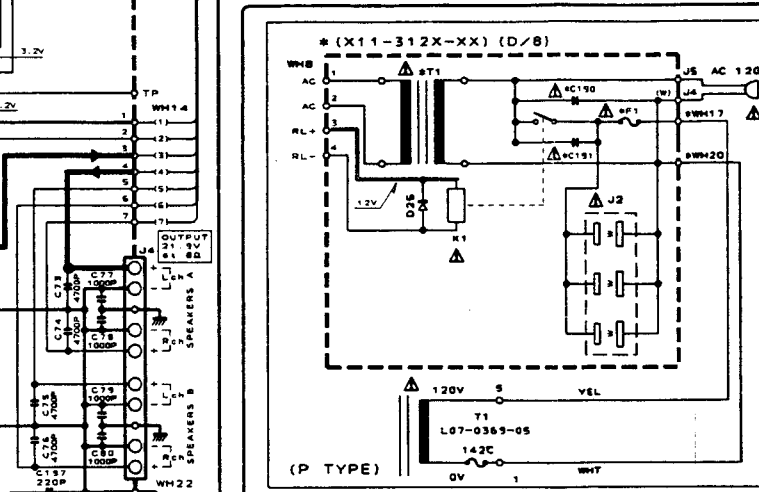 3.2V
.2V
TP
WH14
1 (1)
2 (2)
3 (3)
4 (4)
5 (5)
6 (6)
7 (7)
J4
OUTPUT
21.9V
61 8Ω
C73
4700P
C77
1000P
+
-
Lch
A
C74
4700P
C78
1000P
+
-
Rch
SPEAKERS
C75
4700P
C79
1000P
+
-
Lch
B
C76
4700P
C80
1000P
-
+
Rch
SPEAKERS
C197
220P
WH22
*(X11-312X-XX) (D/8)
WH8
AC 1
AC 2
RL+ 3
RL- 4
*T1
*C190
*C191
*F1
(W)
J5 AC 120
J4
*WH17
*WH20
12V
D26
K1
J2
W
W
W
120V 5 YEL
T1
L07-0369-05
142℃
0V 1 WHT
(P TYPE)